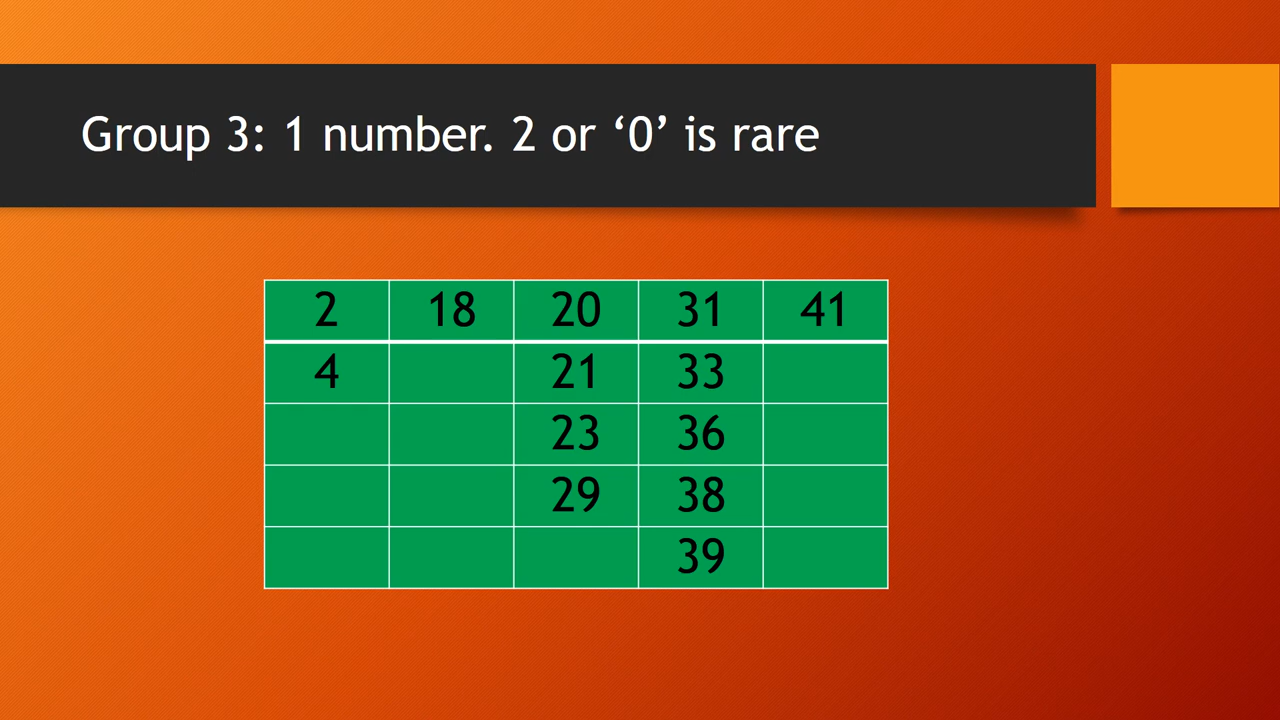 Group 3: 1 number. 2 or ‘0’ is rare
2 18 20 31 41
4 21 33
23 36
29 38
39